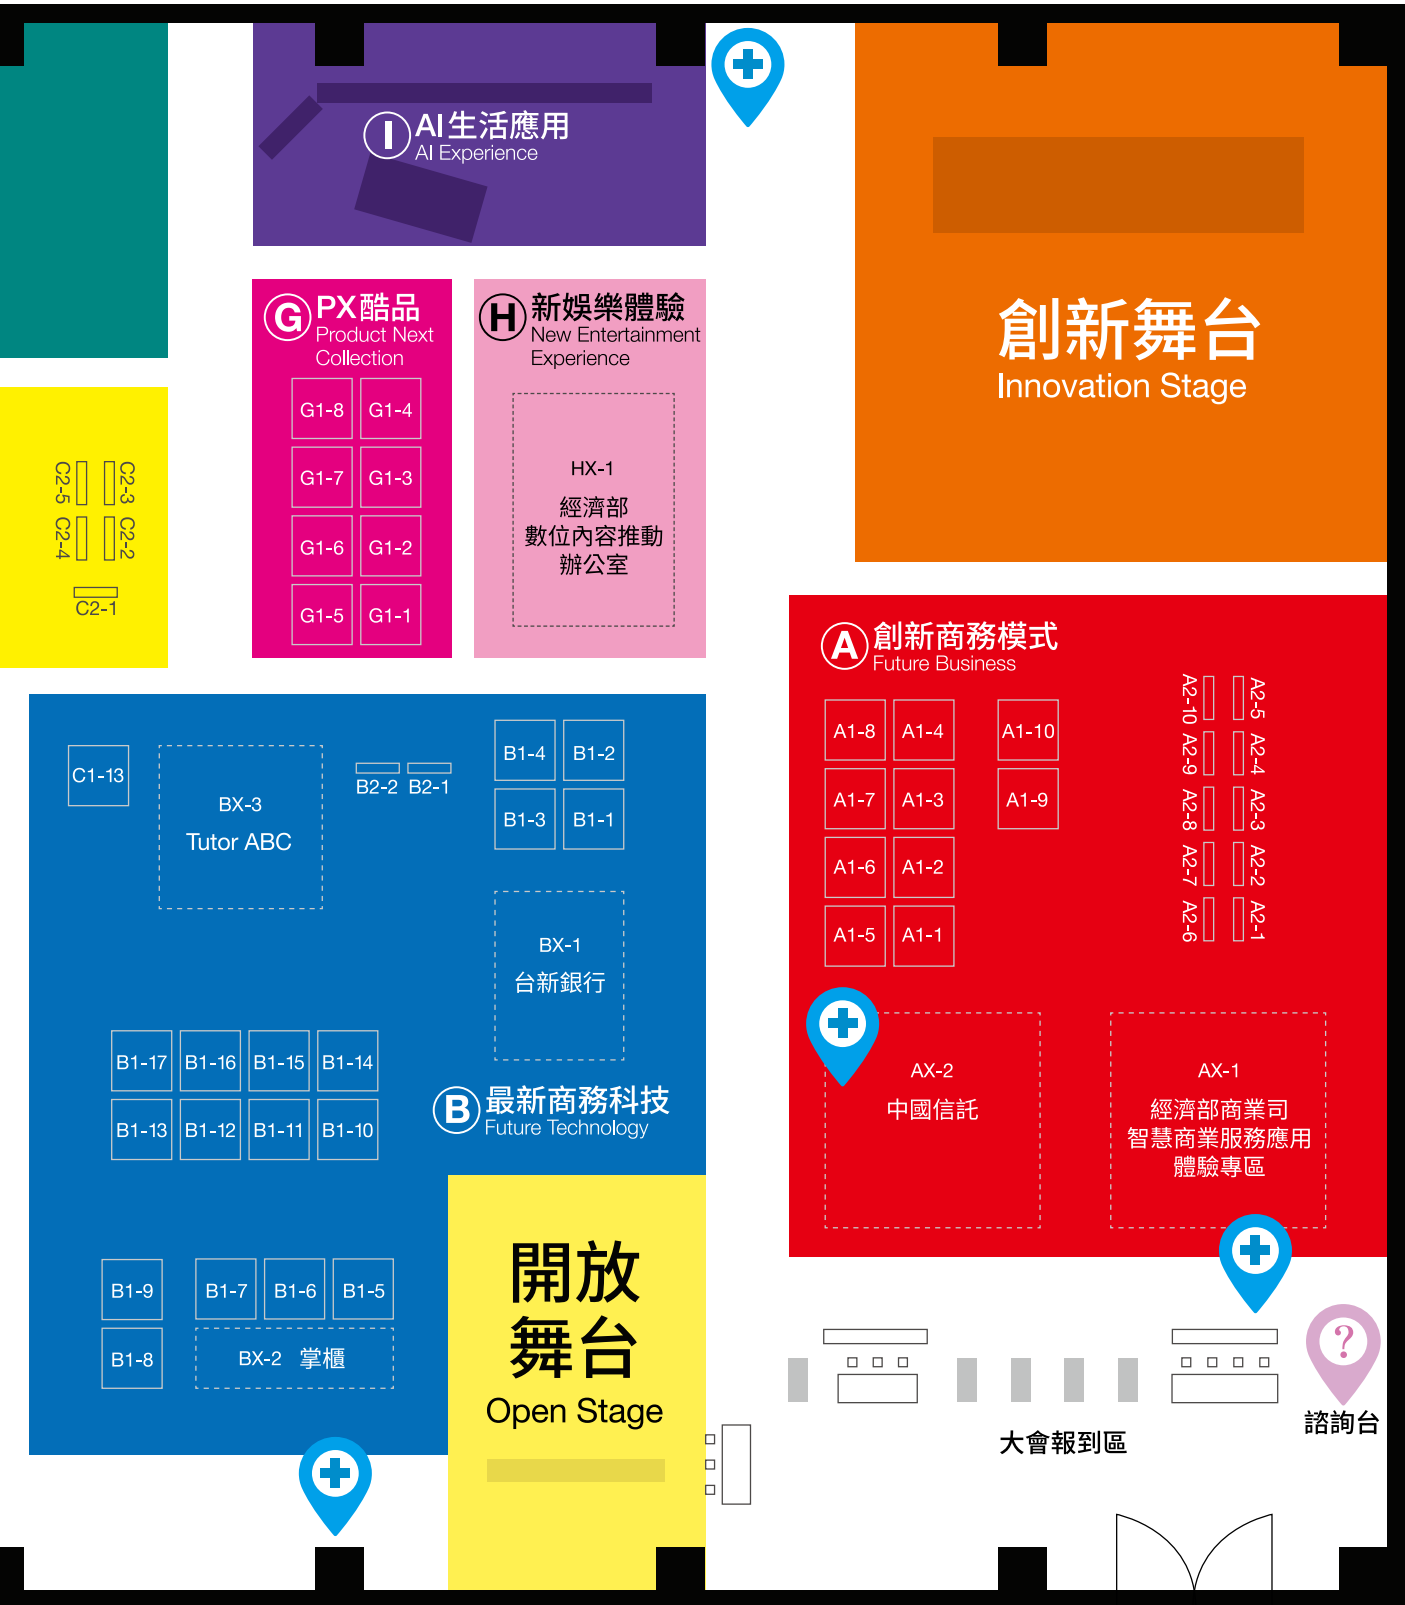 I AI生活應用
AI Experience
G PX酷品
Product Next
Collection
G1-8 G1-4
G1-7 G1-3
G1-6 G1-2
G1-5 G1-1
H 新娛樂體驗
New Entertainment
Experience
HX-1
經濟部
數位內容推動
辦公室
創新舞台
Innovation Stage
C2-5 C2-3
C2-4 C2-2
C2-1
A 創新商務模式
Future Business
A1-8 A1-4 A1-10
A1-7 A1-3 A1-9
A1-6 A1-2
A1-5 A1-1
A2-10 A2-5
A2-9 A2-4
A2-8 A2-3
A2-7 A2-2
A2-6 A2-1
AX-2
中國信託
AX-1
經濟部商業司
智慧商業服務應用
體驗專區
C1-13
BX-3
Tutor ABC
B2-2 B2-1
B1-4 B1-2
B1-3 B1-1
BX-1
台新銀行
B1-17 B1-16 B1-15 B1-14
B1-13 B1-12 B1-11 B1-10
B 最新商務科技
Future Technology
B1-9 B1-7 B1-6 B1-5
B1-8 BX-2 掌櫃
開放
舞台
Open Stage
?
諮詢台
大會報到區